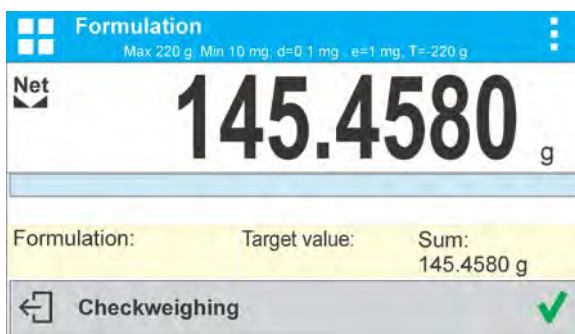 Formulation
Max 220 g; Min 10 mg; d=0.1 mg , e=1 mg, T=-220 g
Net
145.4580 g
Formulation: Target value: Sum:
145.4580 g
Checkweighing